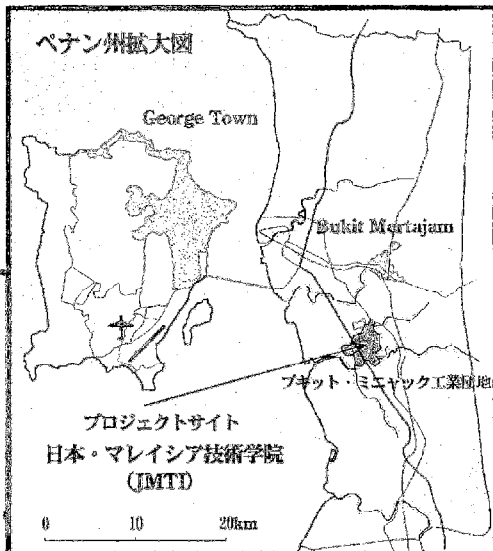 ペナン州拡大図
George Town
Bukit Mertajam
ブキット・ミニャック工業団地
プロジェクトサイト
日本・マレイシア技術学院
(JMTI)
0 10 20km